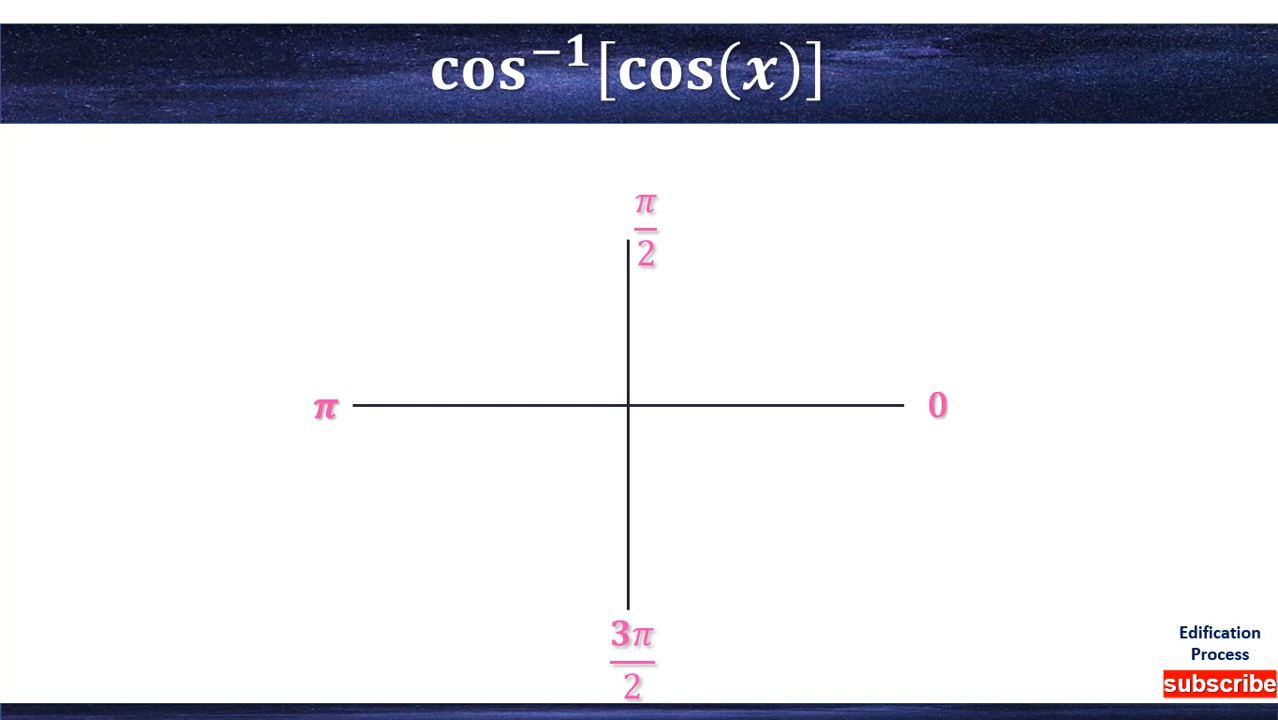 cos⁻¹[cos(x)]
π/2
π
0
3π/2
Edification
Process
subscribe